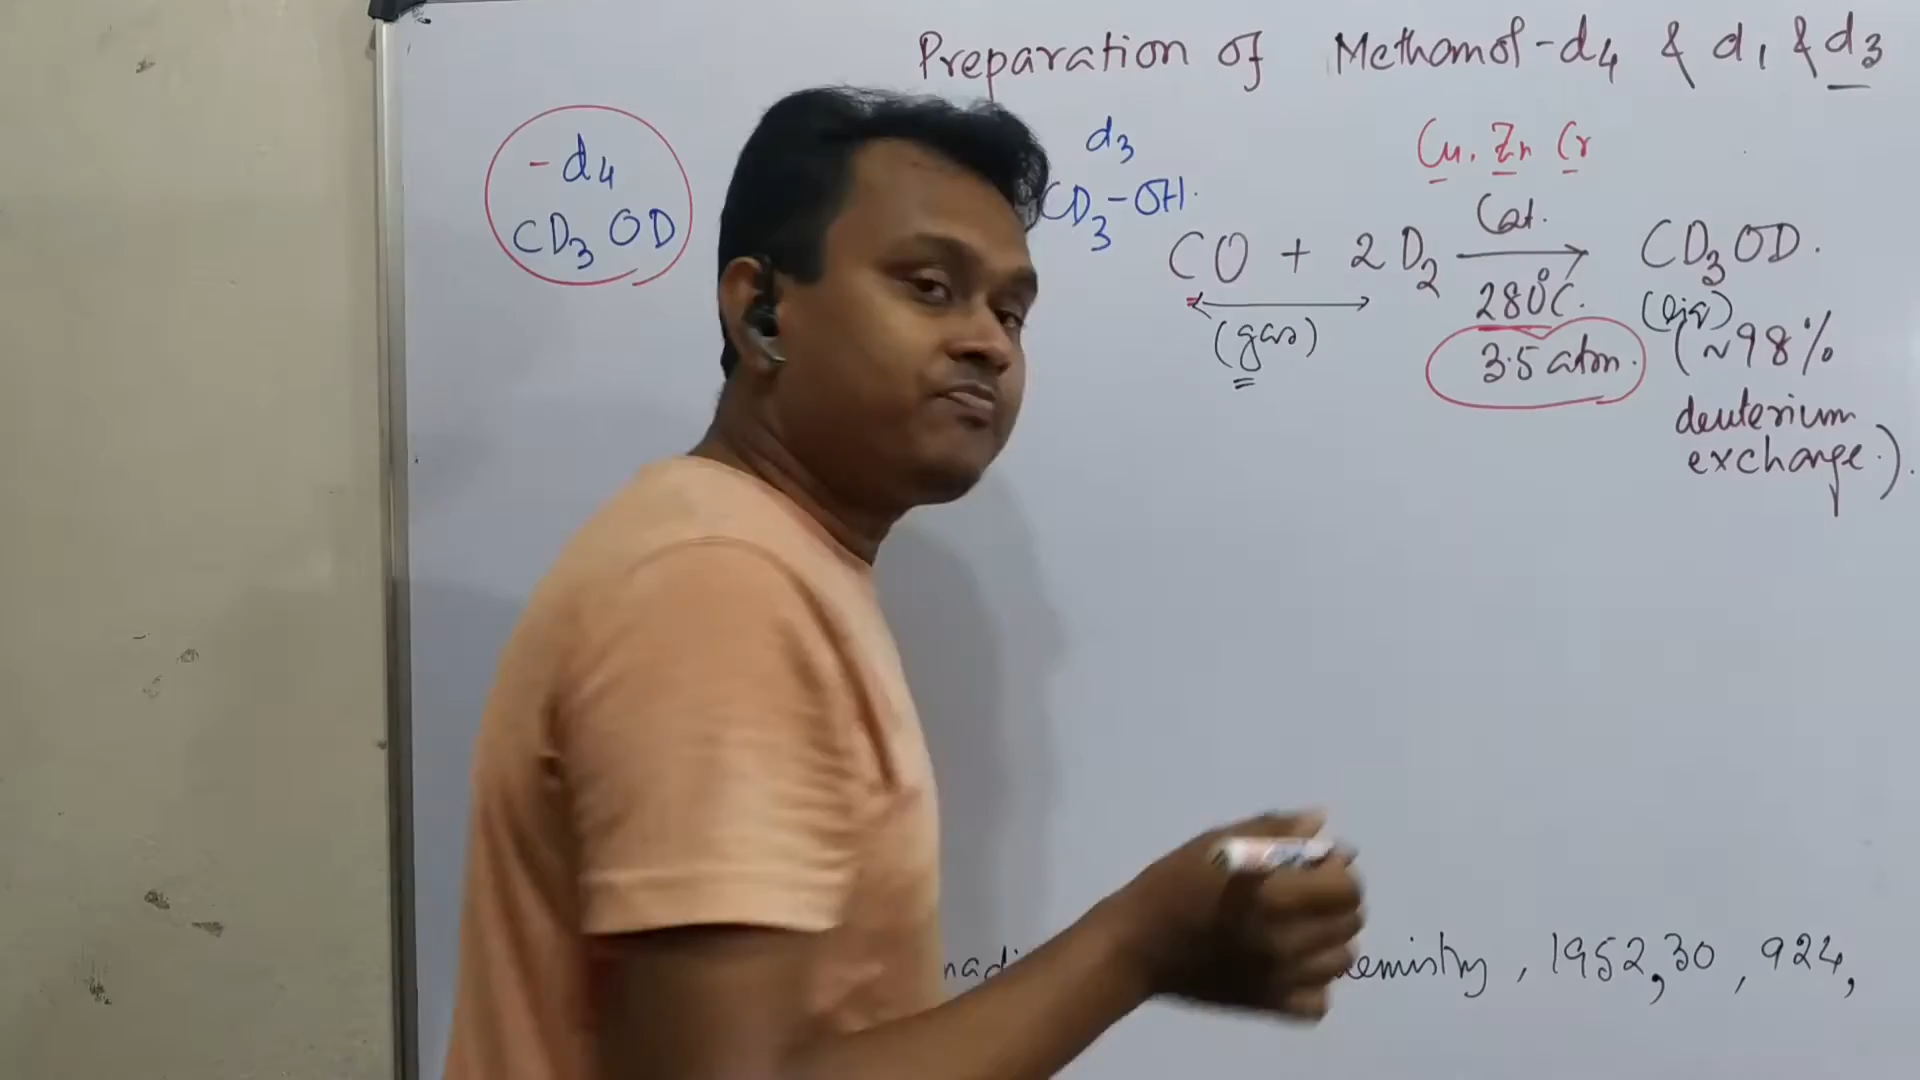 Preparation of Methanol-d4 & d1 & d3
-d4
CD3OD
d3
CD3-OH.
Cu. Zn Cr
Cat.
CO + 2D2 → CD3OD.
280°C.
3.5 atm.
(gas)
(liq)
(~98%
deuterium
exchange.).
, 1952,30, 924,